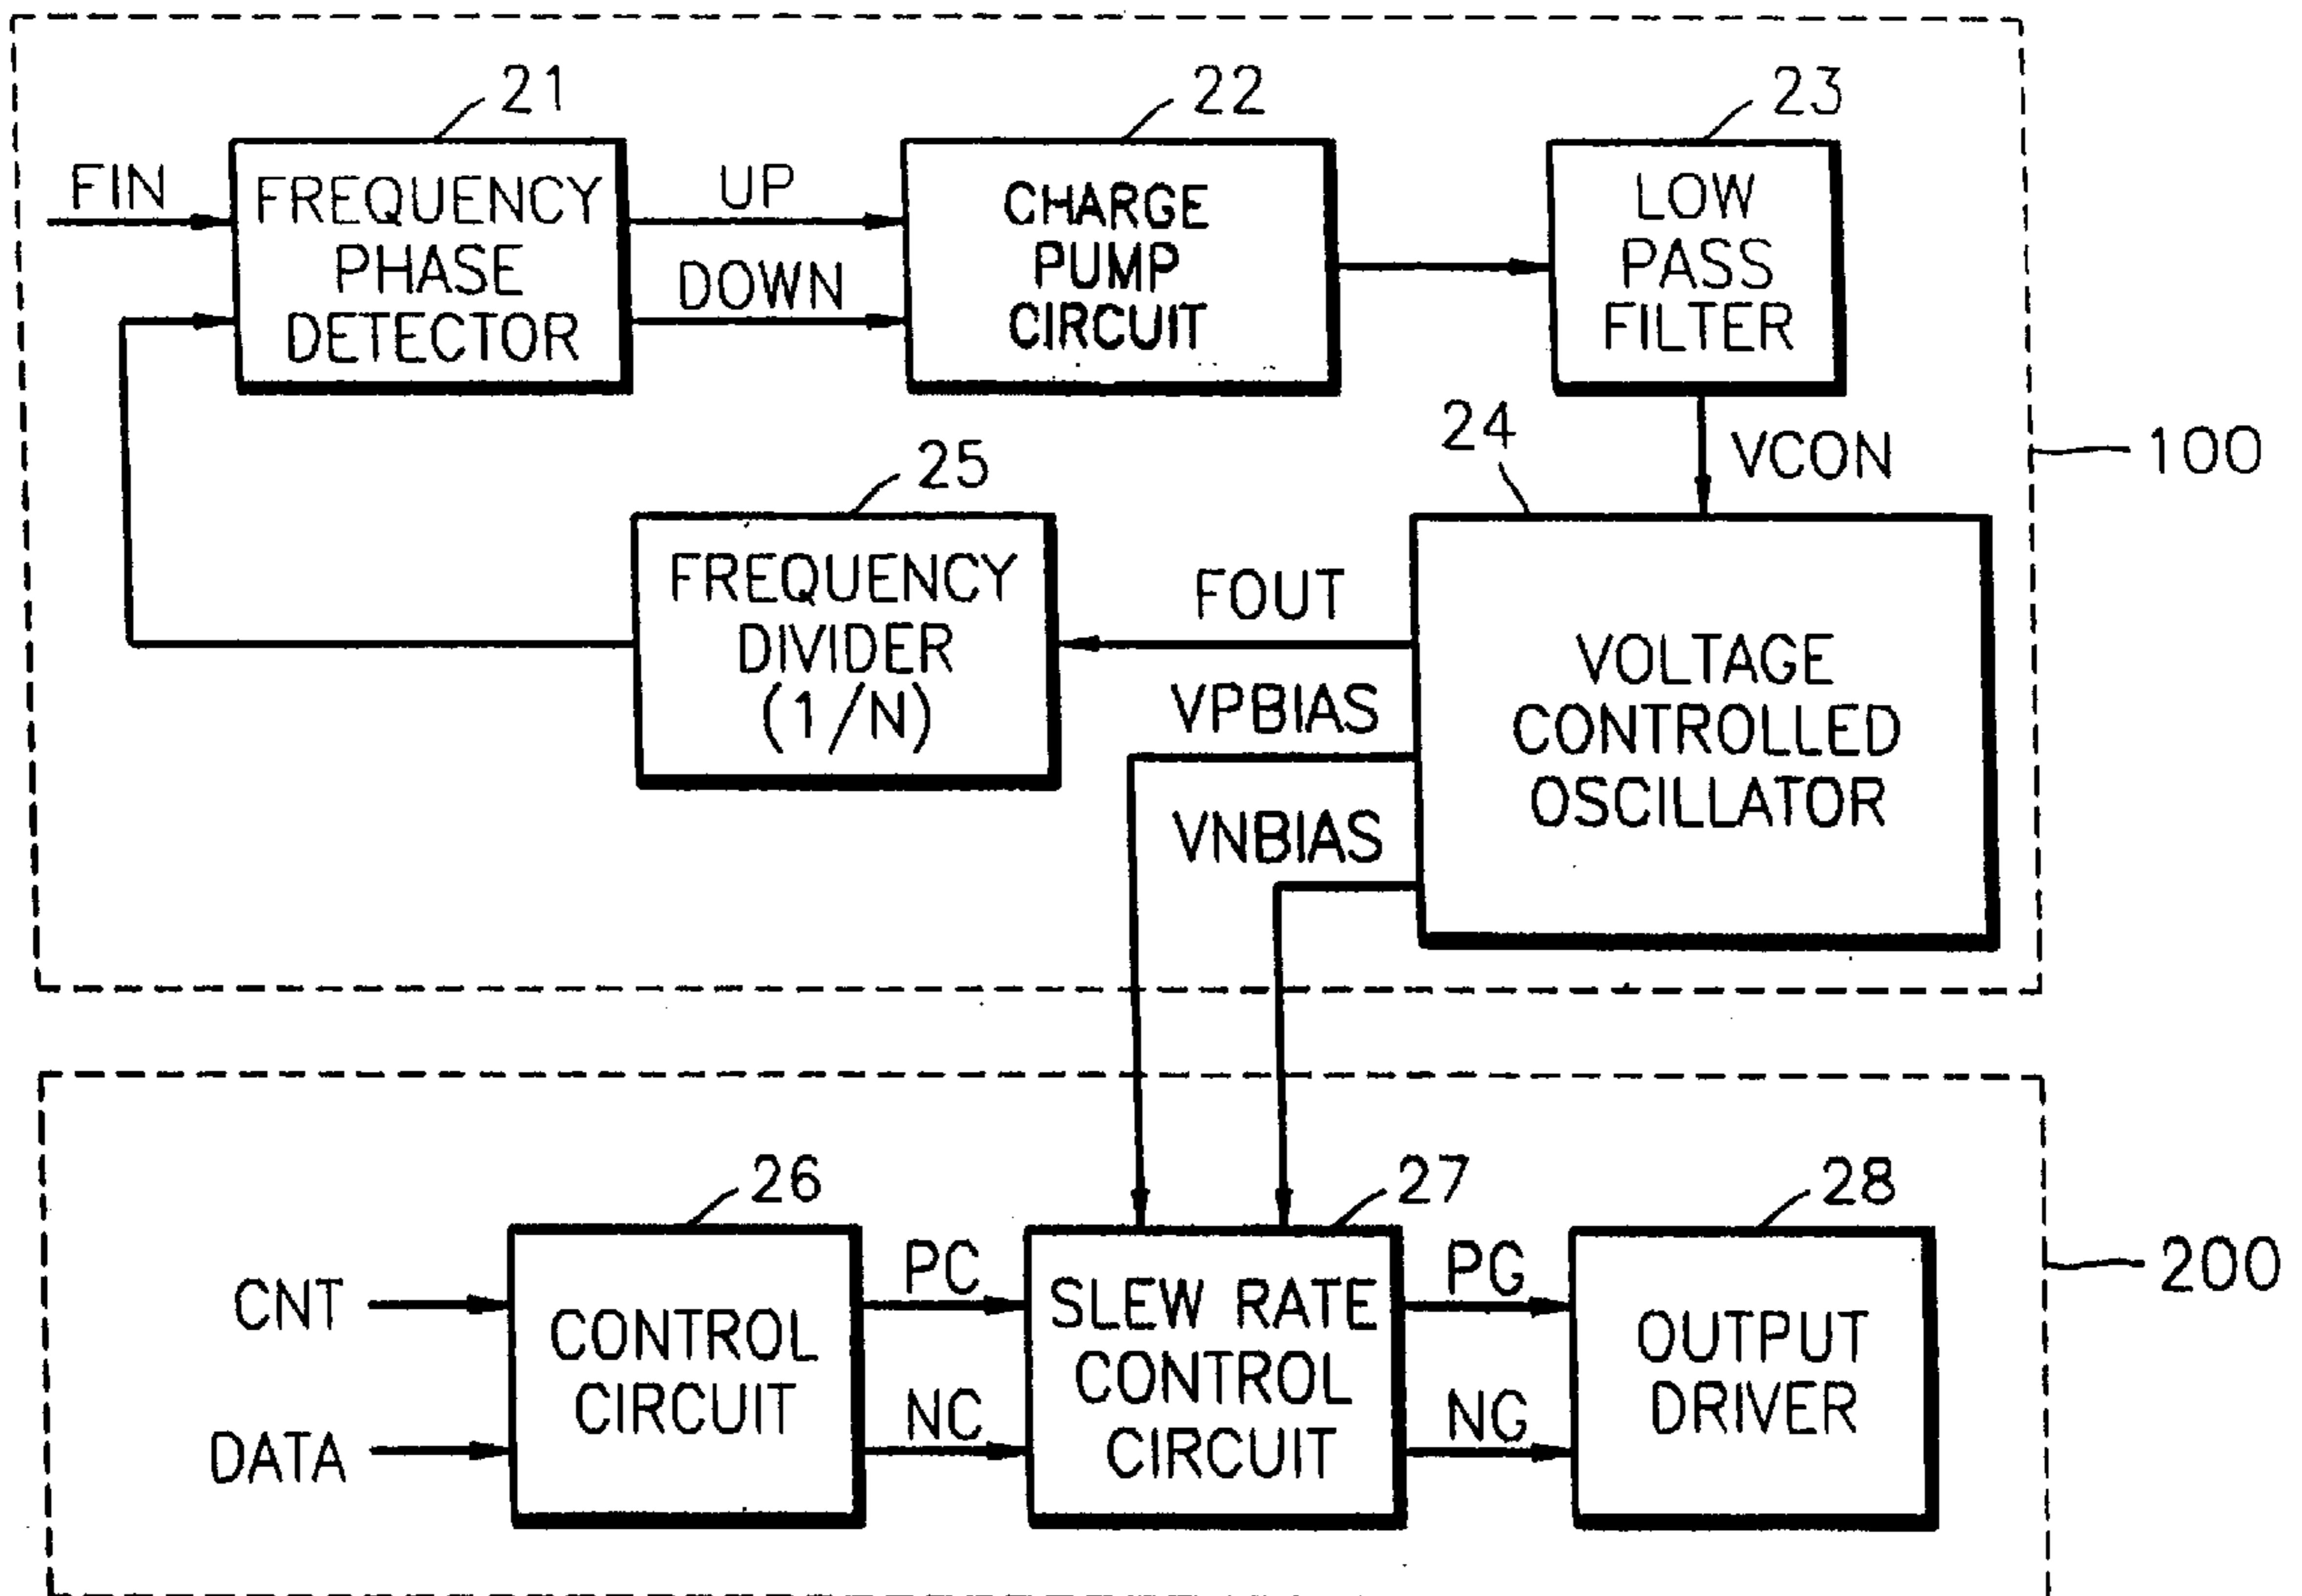 21
22
23
FIN
FREQUENCY
PHASE
DETECTOR
UP
DOWN
CHARGE
PUMP
CIRCUIT
LOW
PASS
FILTER
24
VCON
100
25
FREQUENCY
DIVIDER
(1/N)
FOUT
VPBIAS
VNBIAS
VOLTAGE
CONTROLLED
OSCILLATOR
26
27
28
200
CNT
DATA
CONTROL
CIRCUIT
PC
NC
SLEW RATE
CONTROL
CIRCUIT
PG
NG
OUTPUT
DRIVER